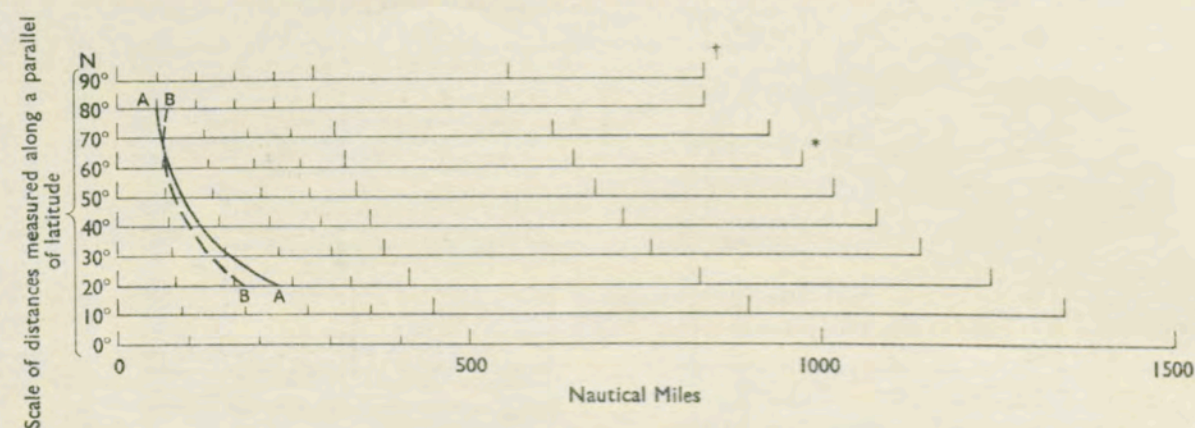 Scale of distances measured along a parallel
of latitude
N
†
90°
A B
80°
70°
*
60°
50°
40°
30°
20°
B A
10°
0°
0 500 1000 1500
Nautical Miles